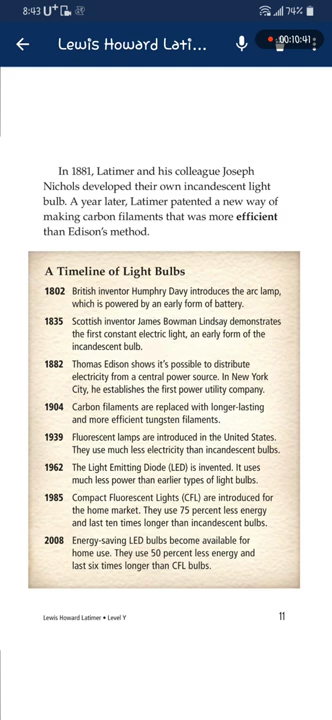 8:43 U+ 74%
Lewis Howard Lati... 00:10:41
In 1881, Latimer and his colleague Joseph
Nichols developed their own incandescent light
bulb. A year later, Latimer patented a new way of
making carbon filaments that was more efficient
than Edison's method.
A Timeline of Light Bulbs
1802 British inventor Humphry Davy introduces the arc lamp,
which is powered by an early form of battery.
1835 Scottish inventor James Bowman Lindsay demonstrates
the first constant electric light, an early form of the
incandescent bulb.
1882 Thomas Edison shows it's possible to distribute
electricity from a central power source. In New York
City, he establishes the first power utility company.
1904 Carbon filaments are replaced with longer-lasting
and more efficient tungsten filaments.
1939 Fluorescent lamps are introduced in the United States.
They use much less electricity than incandescent bulbs.
1962 The Light Emitting Diode (LED) is invented. It uses
much less power than earlier types of light bulbs.
1985 Compact Fluorescent Lights (CFL) are introduced for
the home market. They use 75 percent less energy
and last ten times longer than incandescent bulbs.
2008 Energy-saving LED bulbs become available for
home use. They use 50 percent less energy and
last six times longer than CFL bulbs.
Lewis Howard Latimer • Level Y 11